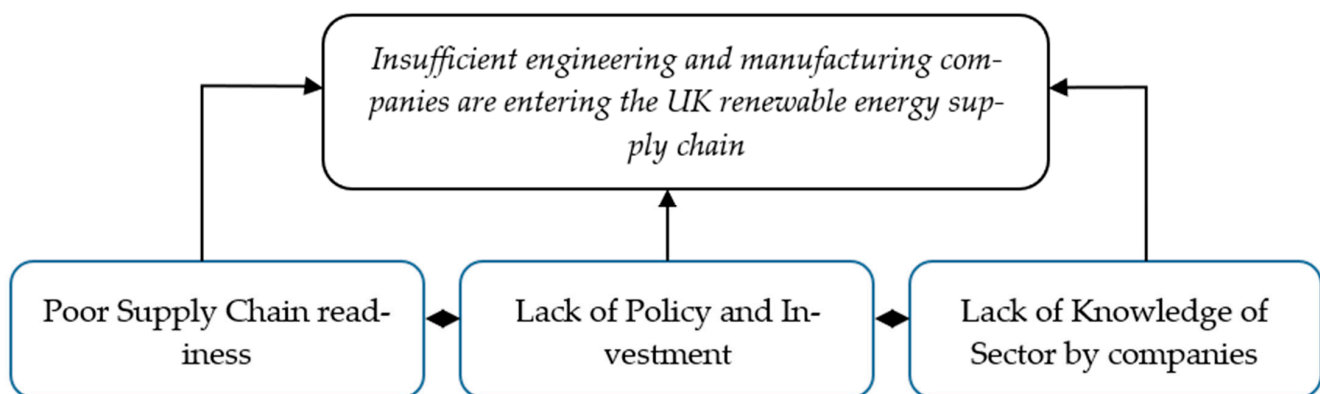 Insufficient engineering and manufacturing com-
panies are entering the UK renewable energy sup-
ply chain
Poor Supply Chain read-
iness
Lack of Policy and In-
vestment
Lack of Knowledge of
Sector by companies